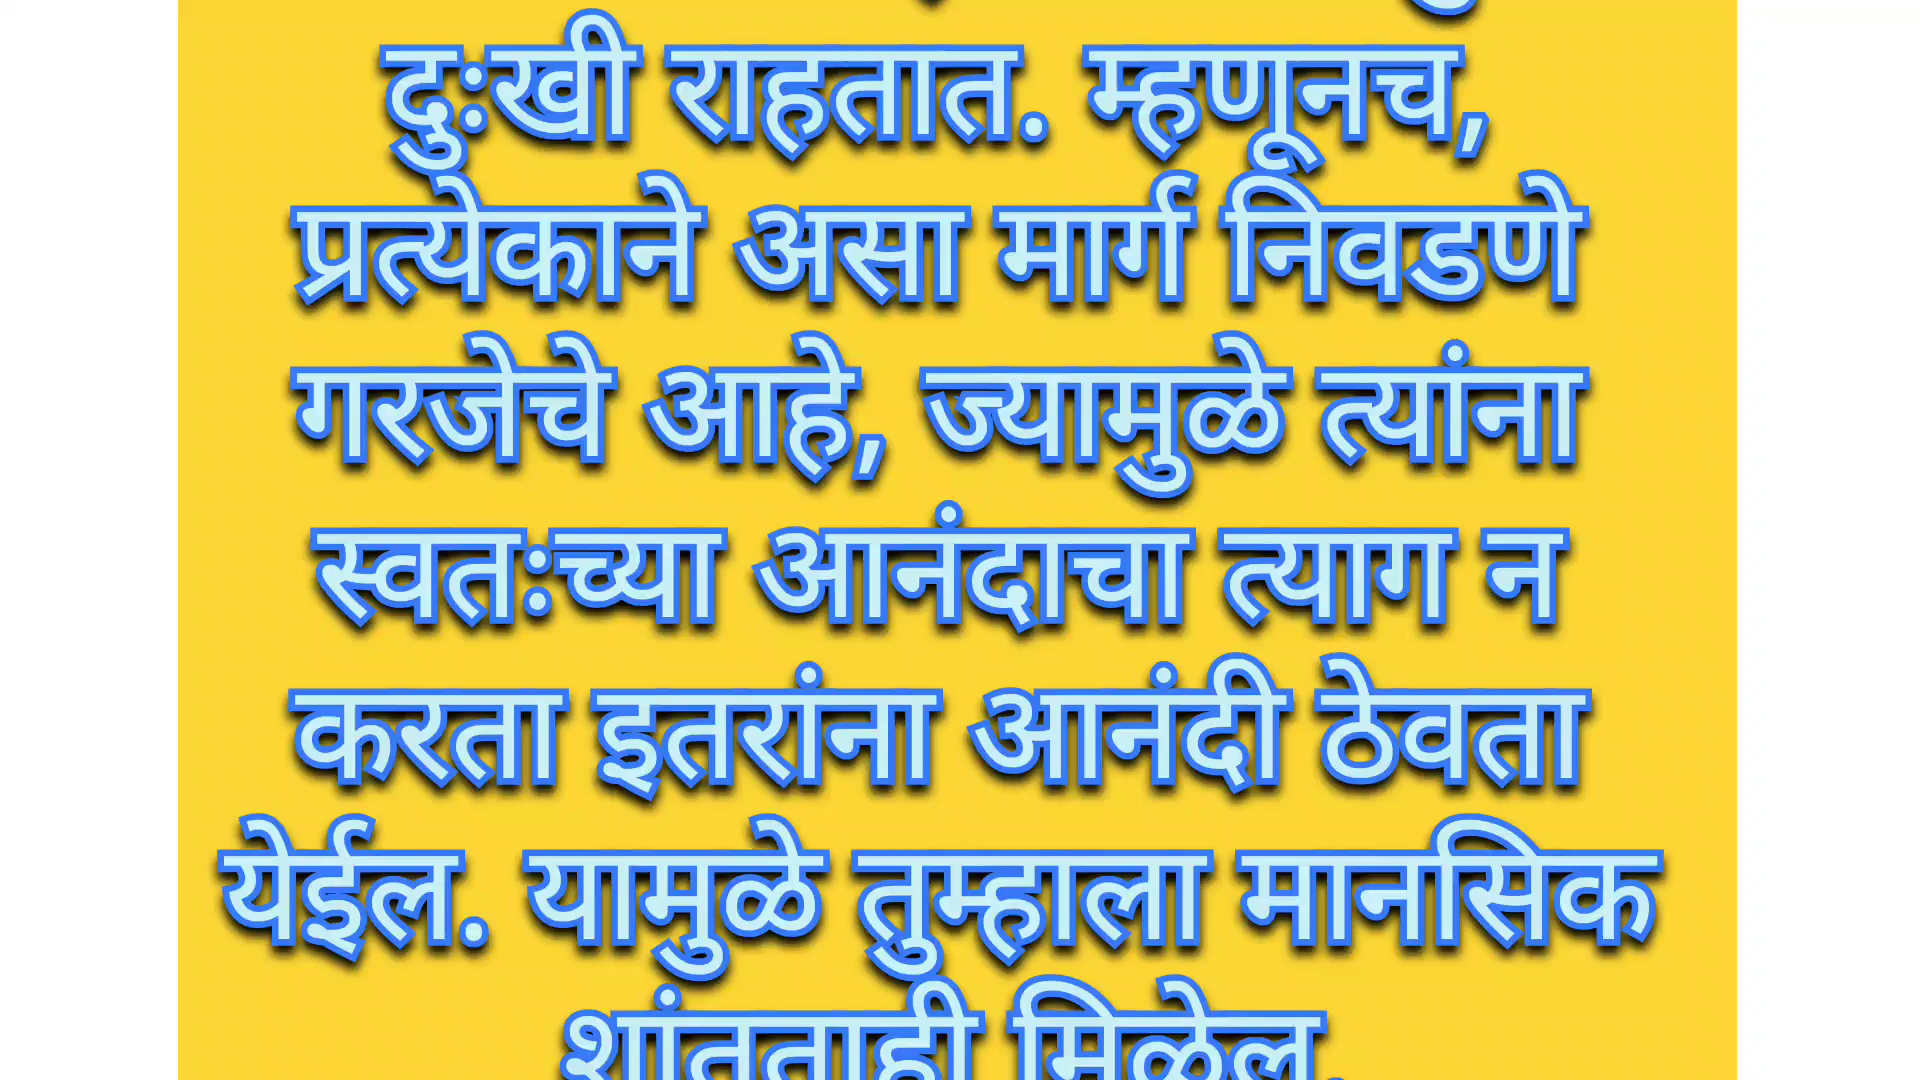 दुःखी राहतात. म्हणूनच,
प्रत्येकाने असा मार्ग निवडणे
गरजेचे आहे, ज्यामुळे त्यांना
स्वतःच्या आनंदाचा त्याग न
करता इतरांना आनंदी ठेवता
येईल. यामुळे तुम्हाला मानसिक
शांतताही मिळेल.